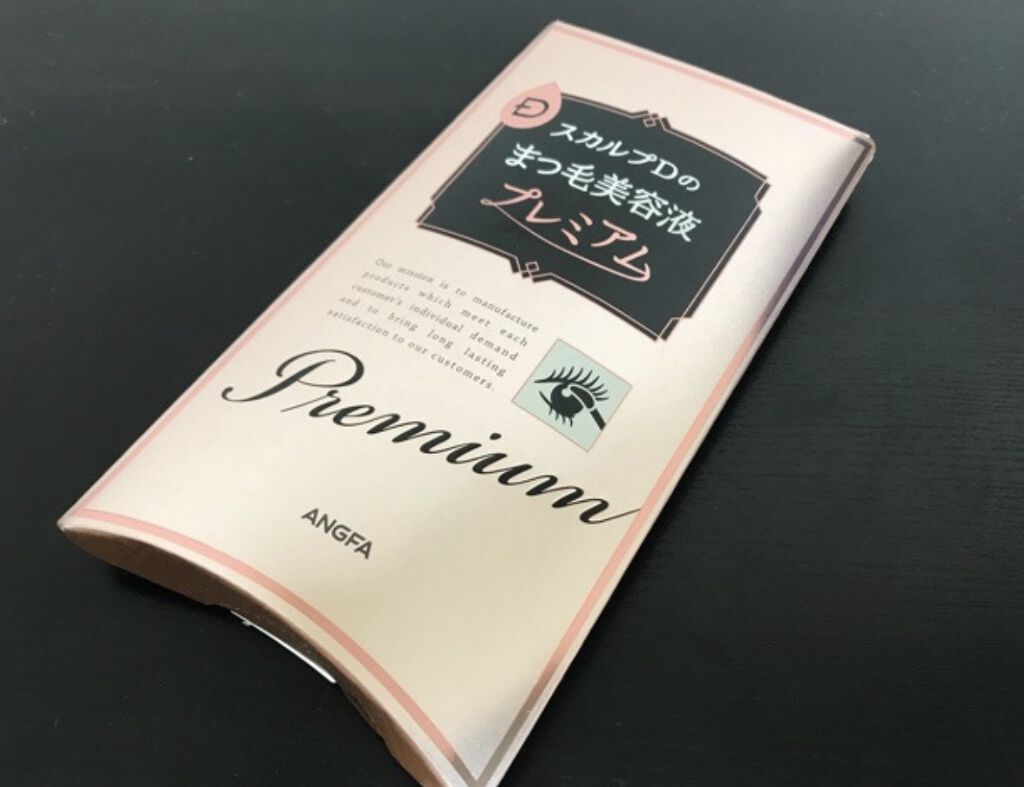 Ð
スカルプDの
まつ毛美容液
プレミアム
Our mission is to manufacture
products which meet each
customer's individual demand
and to bring long lasting
satisfaction to our customers.
Premium
ANGFA